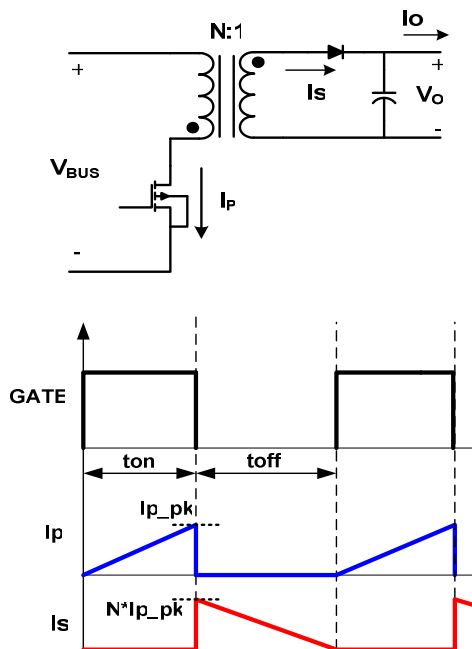 N:1
Io
+
+
Is
Vo
VBUS
-
IP
-
GATE
ton
toff
Ip_pk
Ip
N*Ip_pk
Is